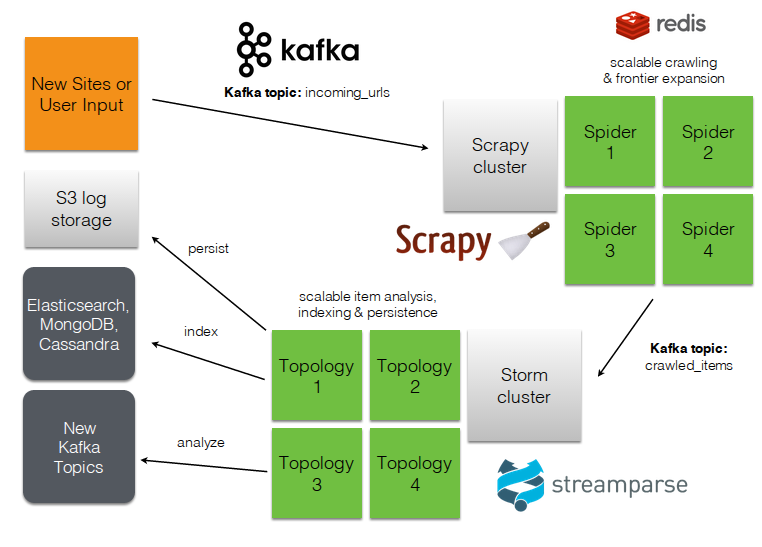 kafka
redis
New Sites or
User Input
Kafka topic: incoming_urls
scalable crawling
& frontier expansion
Scrapy
cluster
Spider
1
Spider
2
Spider
3
Spider
4
S3 log
storage
Scrapy
persist
Elasticsearch,
MongoDB,
Cassandra
index
scalable item analysis,
indexing & persistence
Topology
1
Topology
2
Storm
cluster
Kafka topic:
crawled_items
New
Kafka
Topics
analyze
Topology
3
Topology
4
streamparse